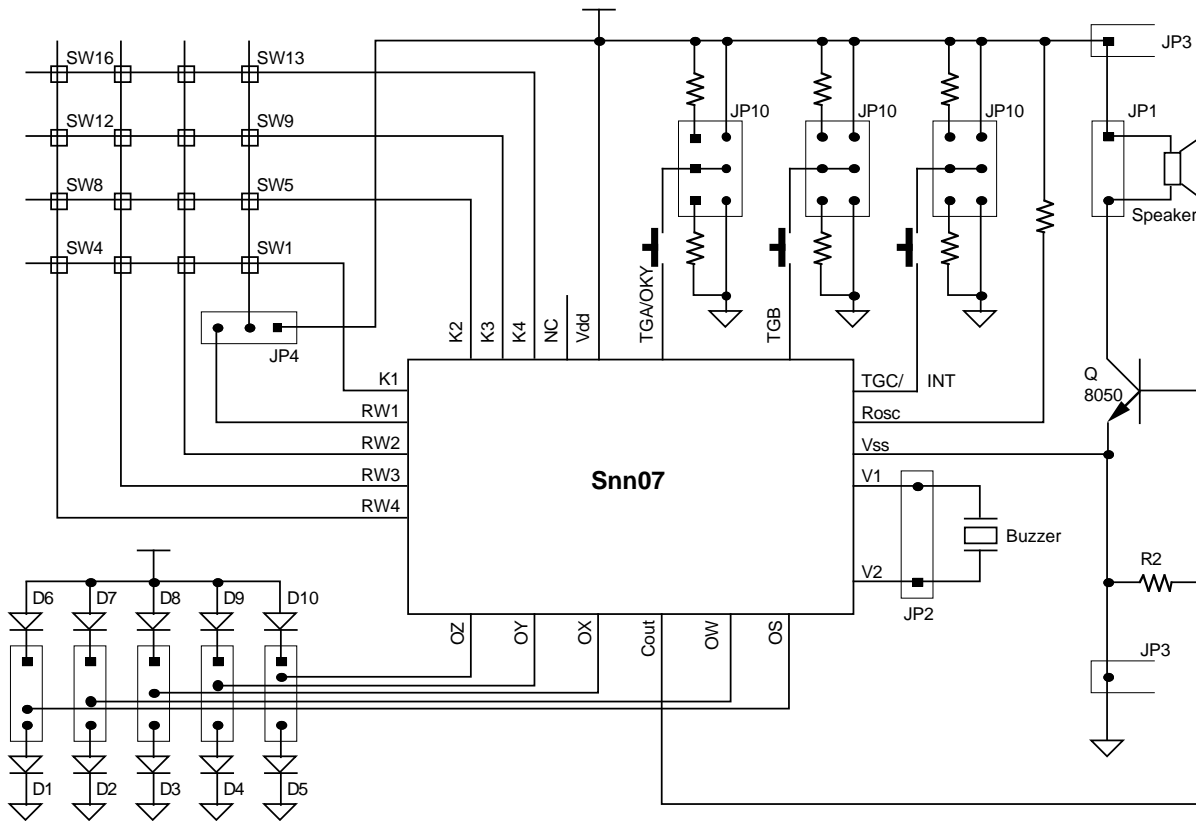 JP3
SW16
SW13
SW12
SW9
JP10
JP10
JP10
JP1
SW8
SW5
Speaker
SW4
SW1
JP4
K2
K3
K4
NC
Vdd
TGA/OKY
TGB
K1
TGC/ INT
Q
8050
RW1
Rosc
RW2
Vss
RW3
Snn07
V1
RW4
Buzzer
R2
V2
JP2
D6
D7
D8
D9
D10
OZ
OY
OX
Cout
OW
OS
JP3
D1
D2
D3
D4
D5